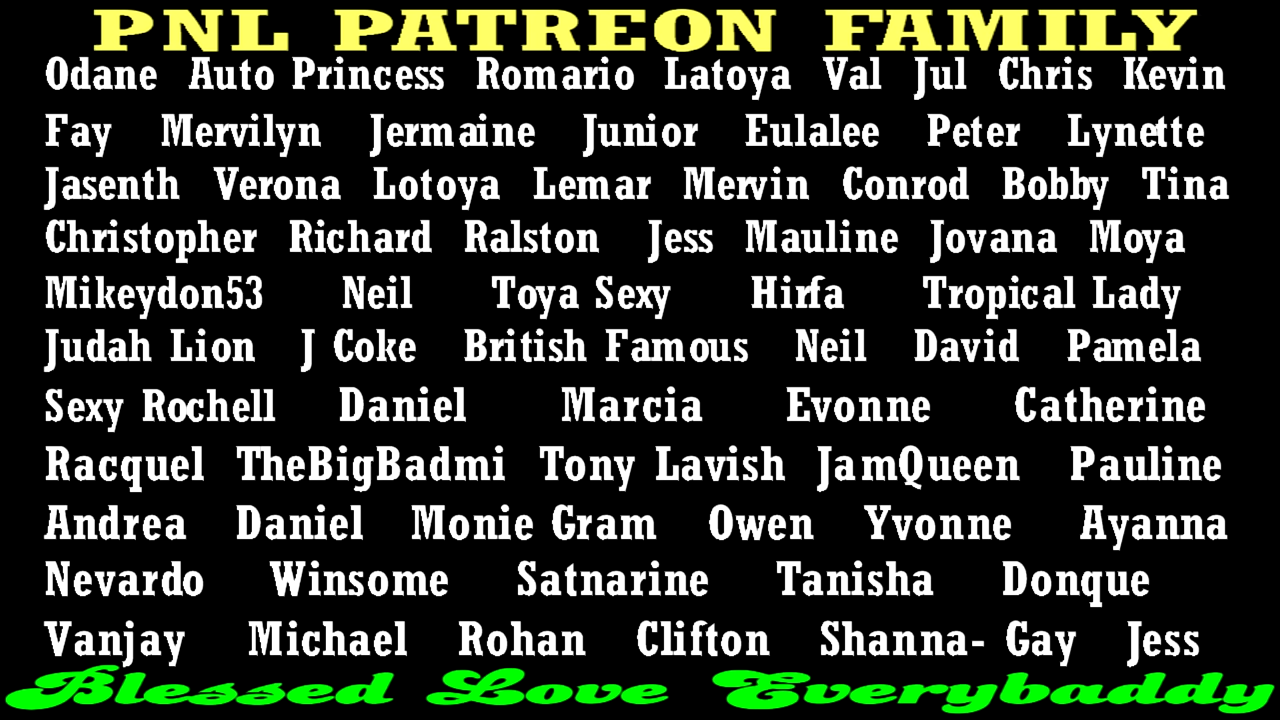 PNL PATREON FAMILY
Odane Auto Princess Romario Latoya Val Jul Chris Kevin
Fay Mervilyn Jermaine Junior Eulalee Peter Lynette
Jasenth Verona Lotoya Lemar Mervin Conrod Bobby Tina
Christopher Richard Ralston Jess Mauline Jovana Moya
Mikeydon53 Neil Toya Sexy Hirfa Tropical Lady
Judah Lion J Coke British Famous Neil David Pamela
Sexy Rochell Daniel Marcia Evonne Catherine
Racquel TheBigBadmi Tony Lavish JamQueen Pauline
Andrea Daniel Monie Gram Owen Yvonne Ayanna
Nevardo Winsome Satnarine Tanisha Donque
Vanjay Michael Rohan Clifton Shanna- Gay Jess
Blessed Love Everybaddy